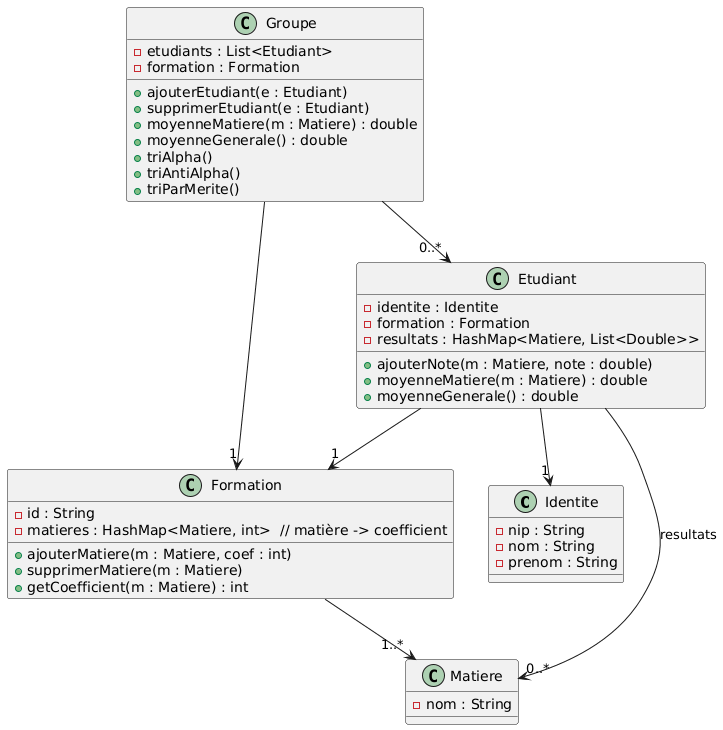 C Groupe
etudiants : List<Etudiant>
formation : Formation
ajouterEtudiant(e : Etudiant)
supprimerEtudiant(e : Etudiant)
moyenneMatiere(m : Matiere) : double
moyenneGenerale() : double
triAlpha()
triAntiAlpha()
triParMerite()
0..*
C Etudiant
identite : Identite
formation : Formation
resultats : HashMap<Matiere, List<Double>>
ajouterNote(m : Matiere, note : double)
moyenneMatiere(m : Matiere) : double
moyenneGenerale() : double
1
1
1
C Formation
id : String
matieres : HashMap<Matiere, int>  // matière -> coefficient
ajouterMatiere(m : Matiere, coef : int)
supprimerMatiere(m : Matiere)
getCoefficient(m : Matiere) : int
C Identite
nip : String
nom : String
prenom : String
resultats
1..*
0..*
C Matiere
nom : String